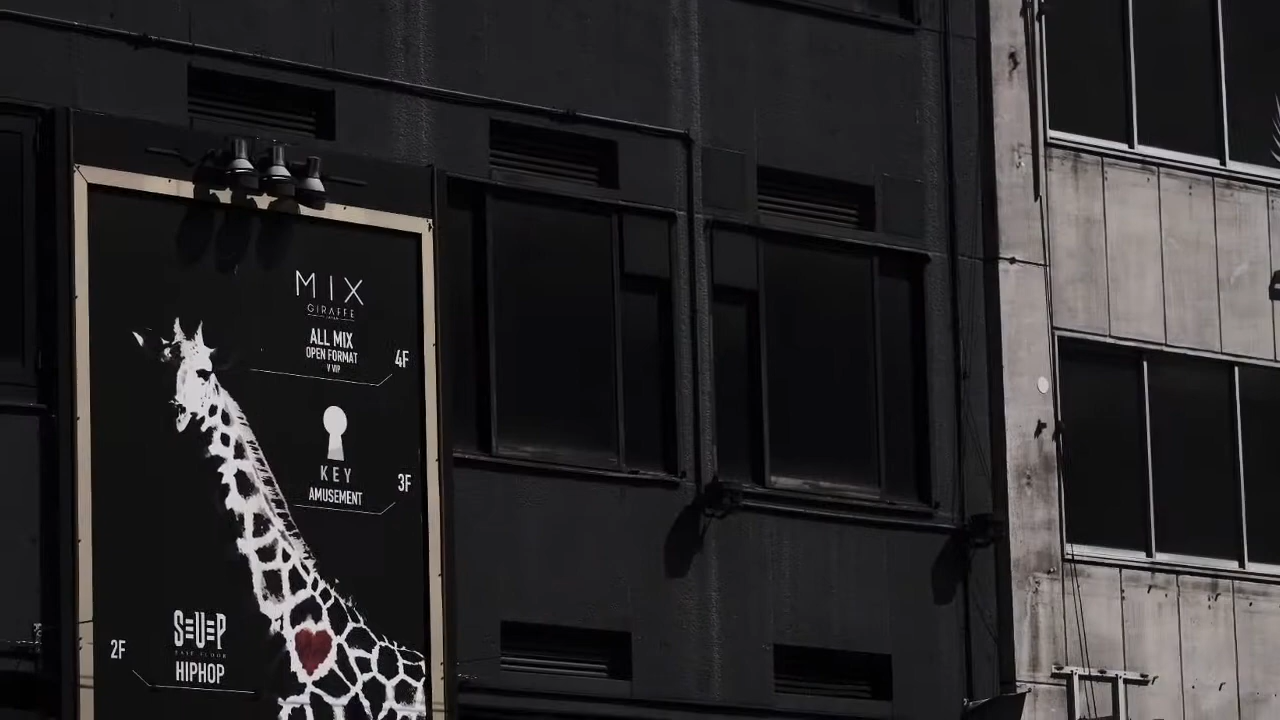 MIX
GIRAFFE
ALL MIX
OPEN FORMAT
V VIP
4F
KEY
AMUSEMENT
3F
2F
HIPHOP